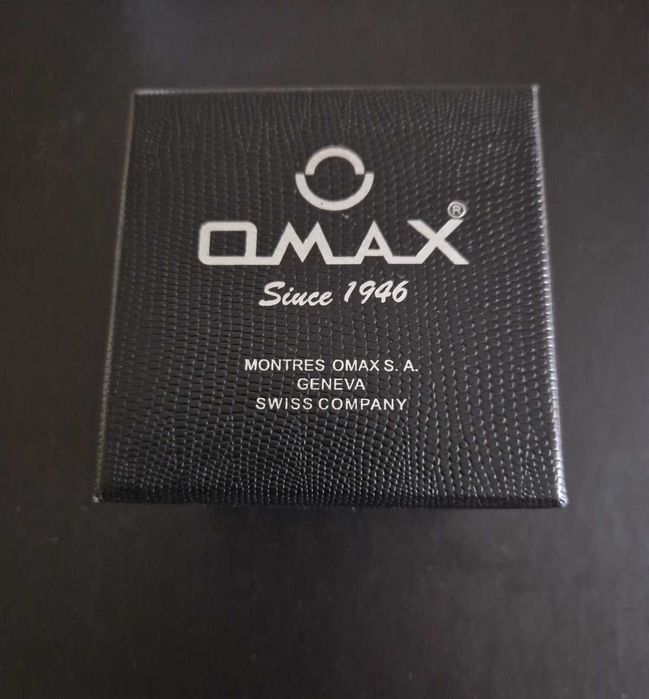 OMAX®
Since 1946
MONTRES OMAX S. A.
GENEVA
SWISS COMPANY